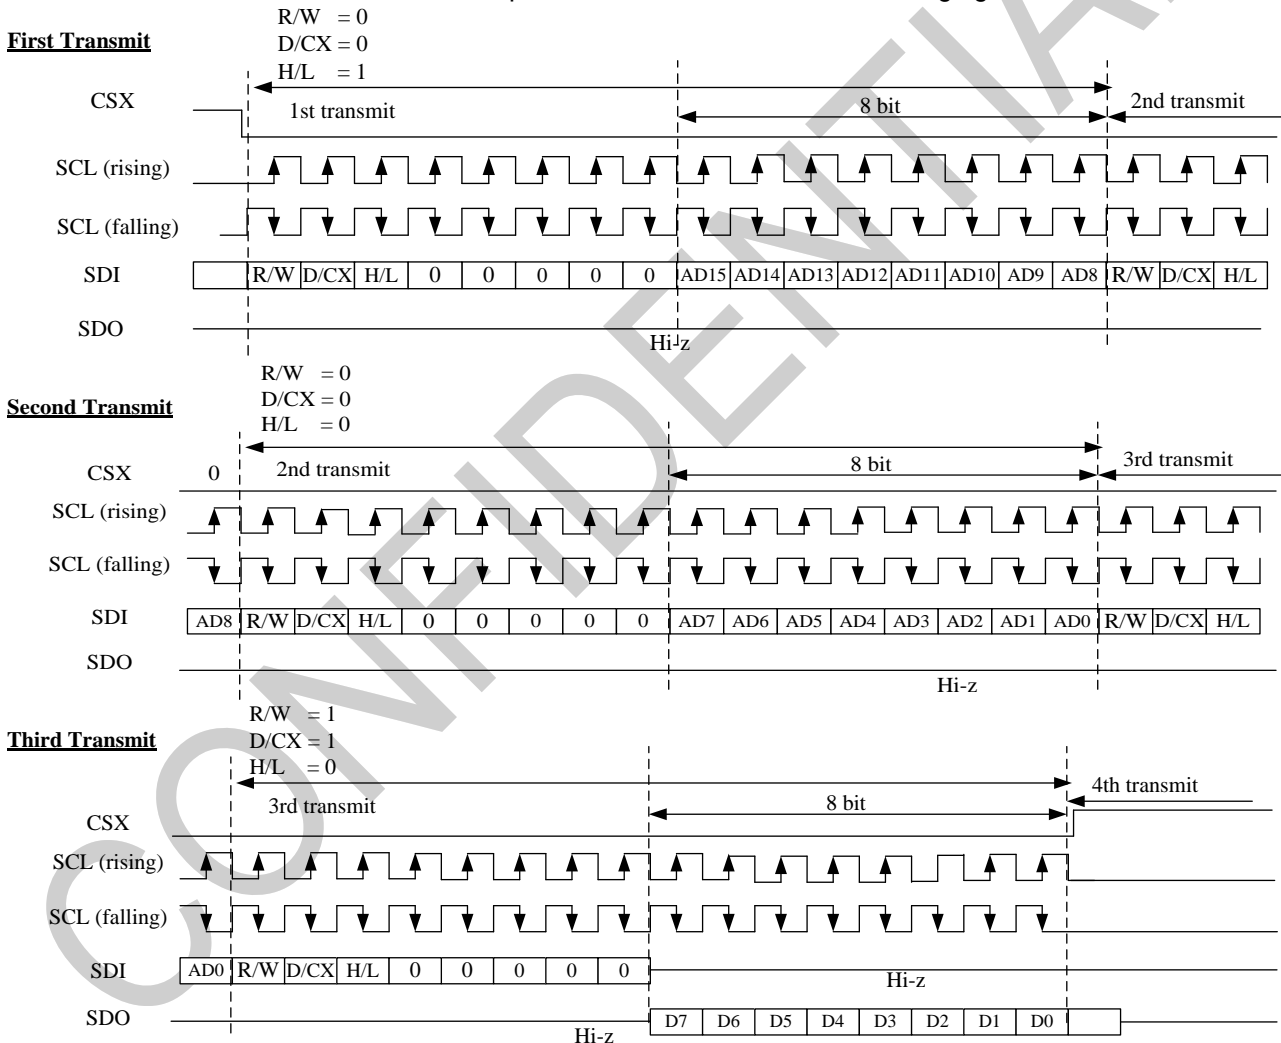 R/W = 0
First Transmit
D/CX = 0
H/L = 1
CSX
1st transmit
8 bit
2nd transmit
SCL (rising)
SCL (falling)
SDI R/W D/CX H/L 0 0 0 0 0 AD15 AD14 AD13 AD12 AD11 AD10 AD9 AD8 R/W D/CX H/L
SDO
Hi-z
R/W = 0
D/CX = 0
Second Transmit
H/L = 0
CSX 0 2nd transmit 8 bit 3rd transmit
SCL (rising)
SCL (falling)
SDI AD8 R/W D/CX H/L 0 0 0 0 0 AD7 AD6 AD5 AD4 AD3 AD2 AD1 AD0 R/W D/CX H/L
SDO
Hi-z
R/W = 1
Third Transmit
D/CX = 1
H/L = 0
4th transmit
3rd transmit 8 bit
CSX
SCL (rising)
SCL (falling)
SDI AD0 R/W D/CX H/L 0 0 0 0 0
Hi-z
SDO D7 D6 D5 D4 D3 D2 D1 D0
Hi-z
CONFIDENTIAL